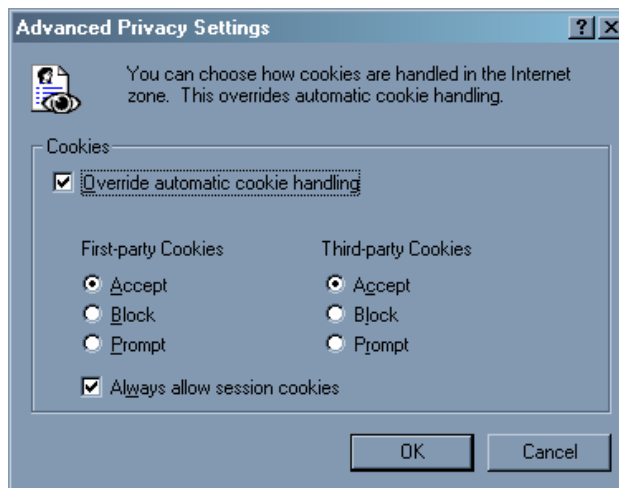 Advanced Privacy Settings
You can choose how cookies are handled in the Internet
zone. This overrides automatic cookie handling.
Cookies
Override automatic cookie handling
First-party Cookies Third-party Cookies
Accept Accept
Block Block
Prompt Prompt
Always allow session cookies
OK Cancel